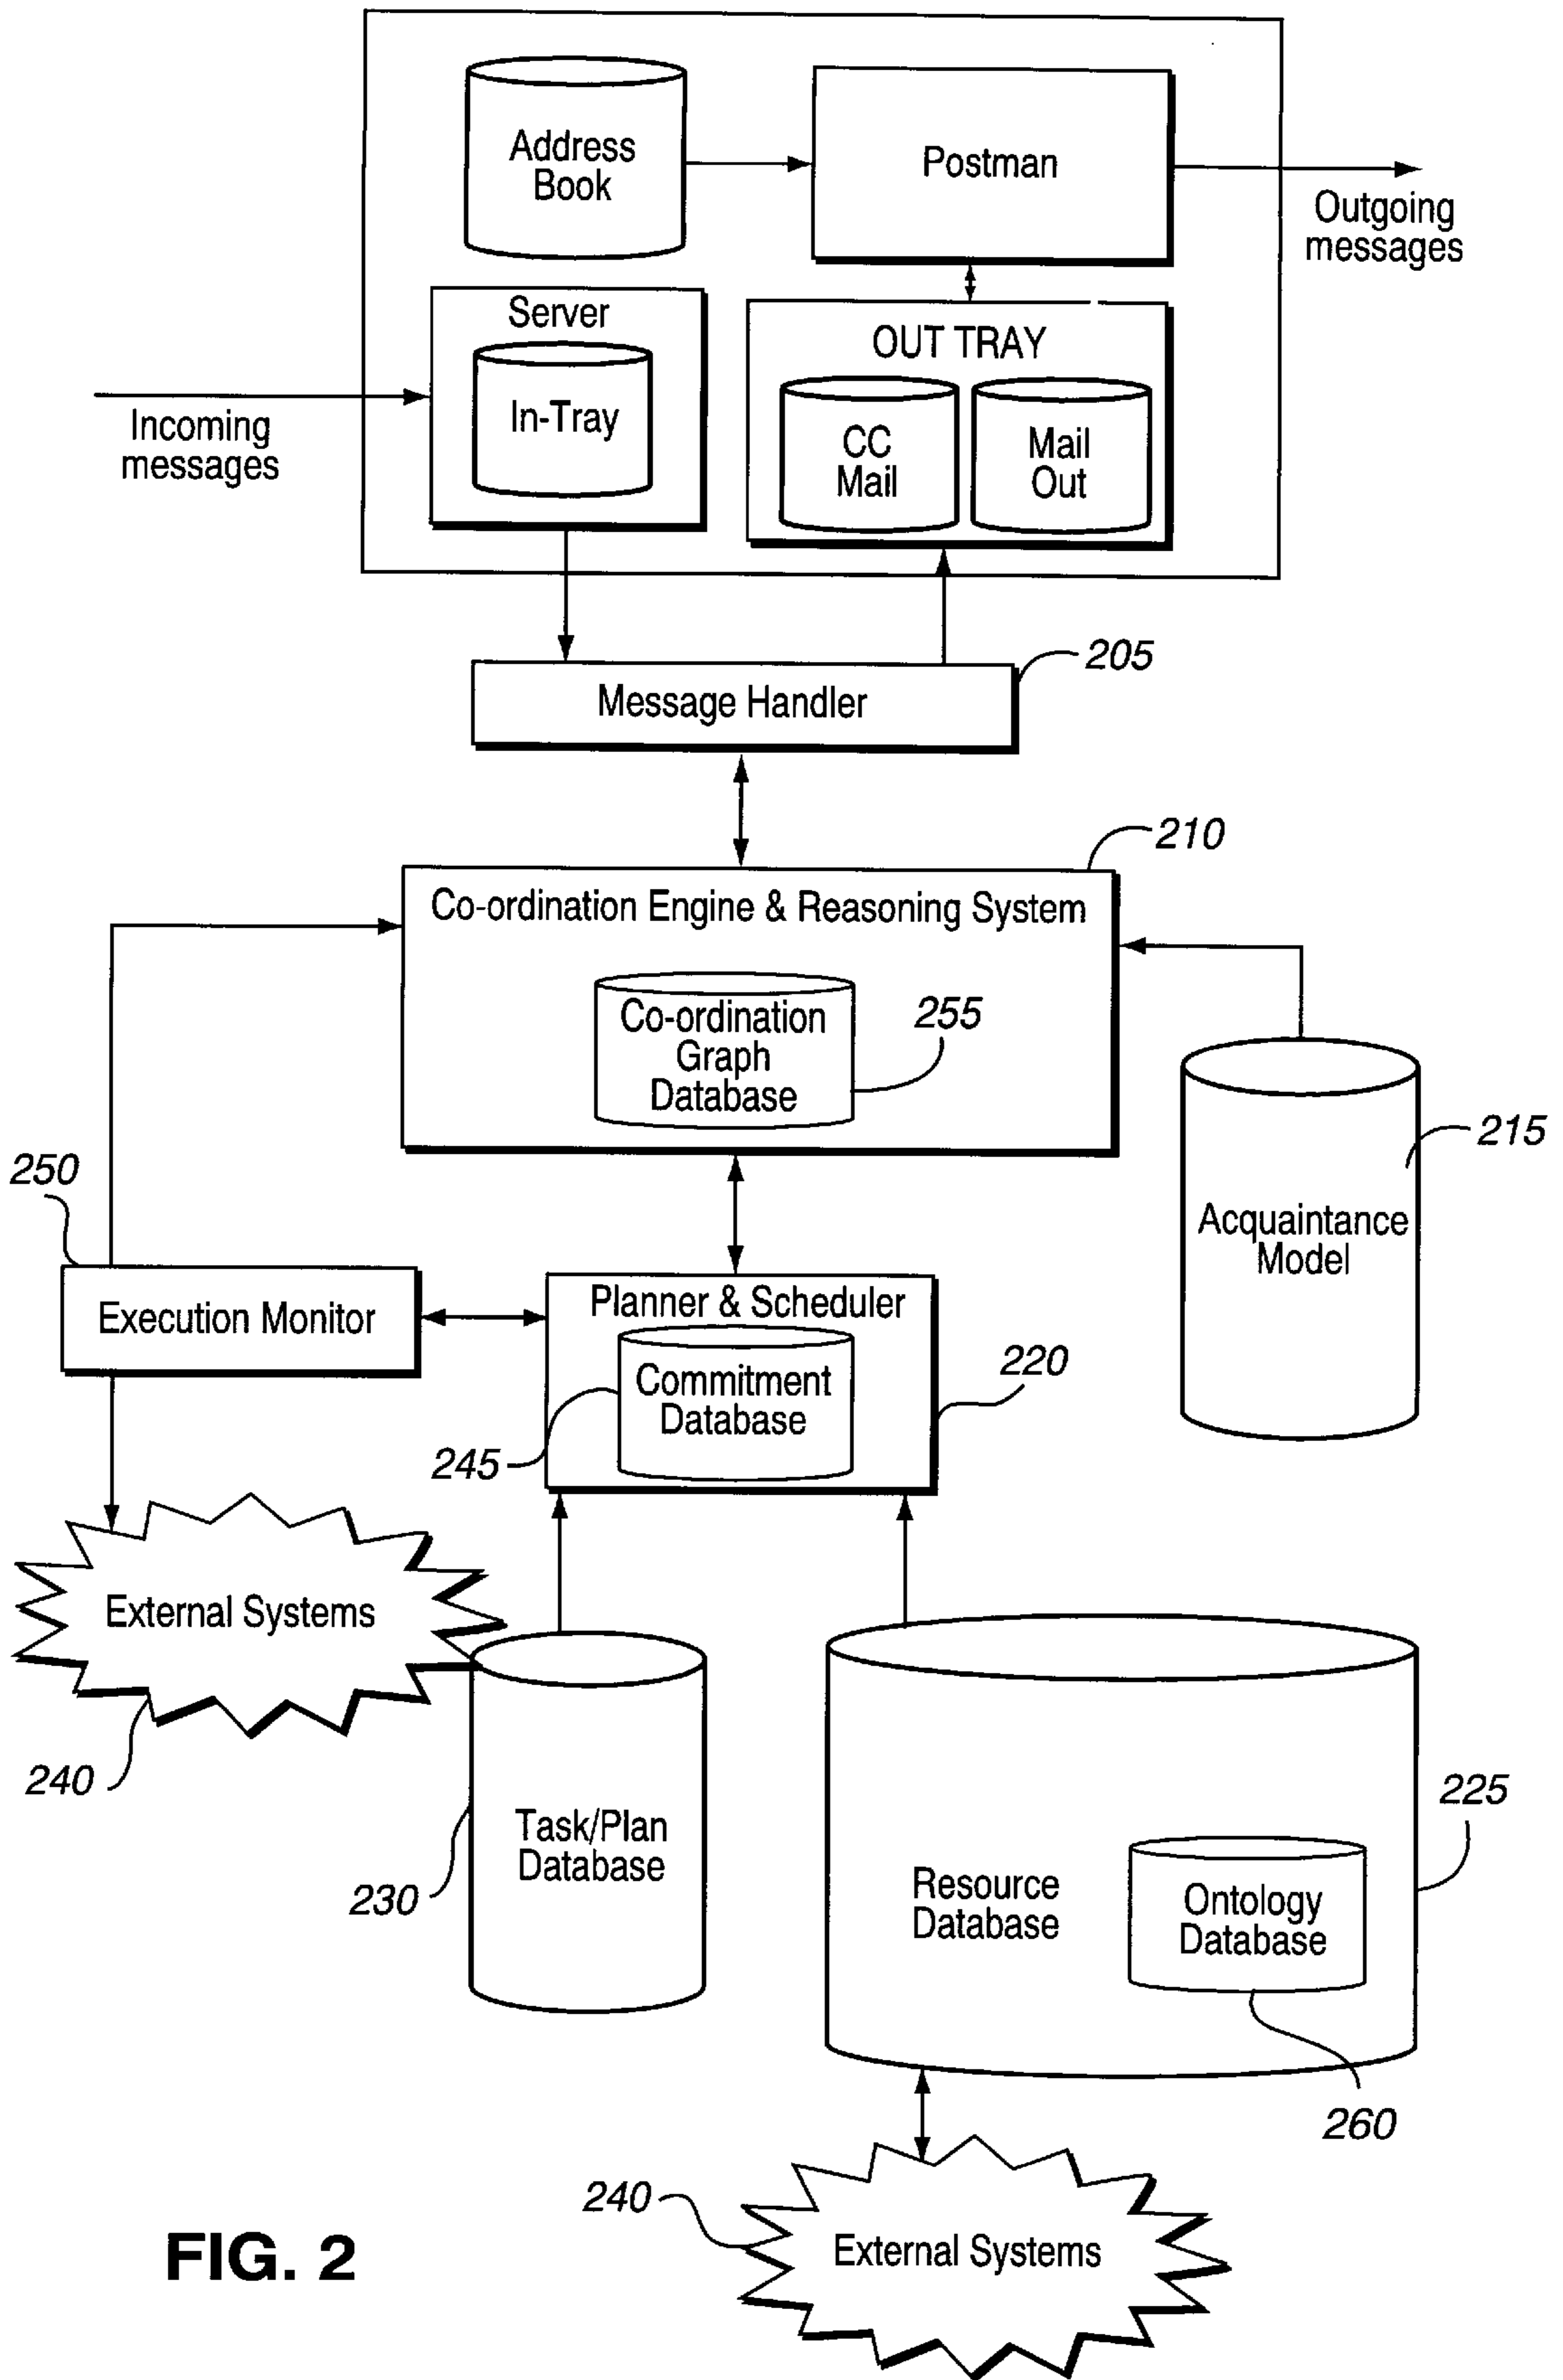 Address
Book
Postman
Outgoing
messages
Server
In-Tray
OUT TRAY
CC
Mail
Mail
Out
Incoming
messages
205
Message Handler
210
Co-ordination Engine & Reasoning System
Co-ordination
Graph
Database
255
215
Acquaintance
Model
250
Execution Monitor
Planner & Scheduler
Commitment
Database
220
245
External Systems
240
Task/Plan
Database
230
225
Resource
Database
Ontology
Database
260
240
External Systems
FIG. 2